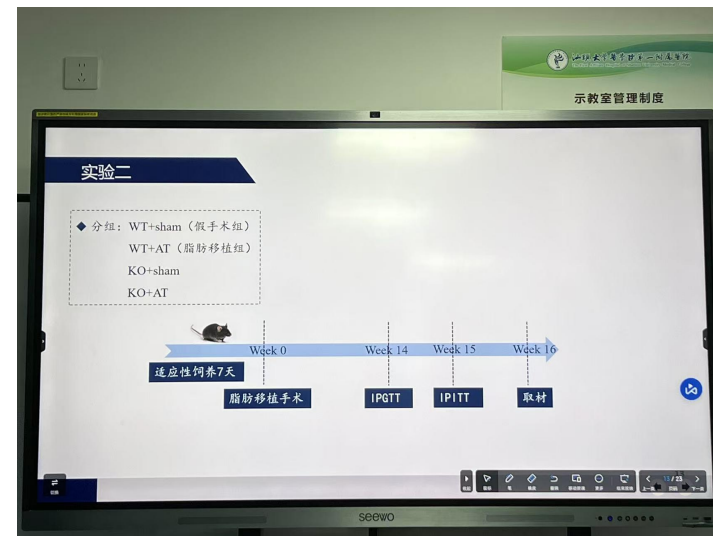 示教室管理制度
实验二
◆ 分组：WT+sham（假手术组）
WT+AT（脂肪移植组）
KO+sham
KO+AT
Week 0
Week 14
Week 15
Week 16
适应性饲养7天
脂肪移植手术
IPGTT
IPITT
取材
13 / 23
seewo